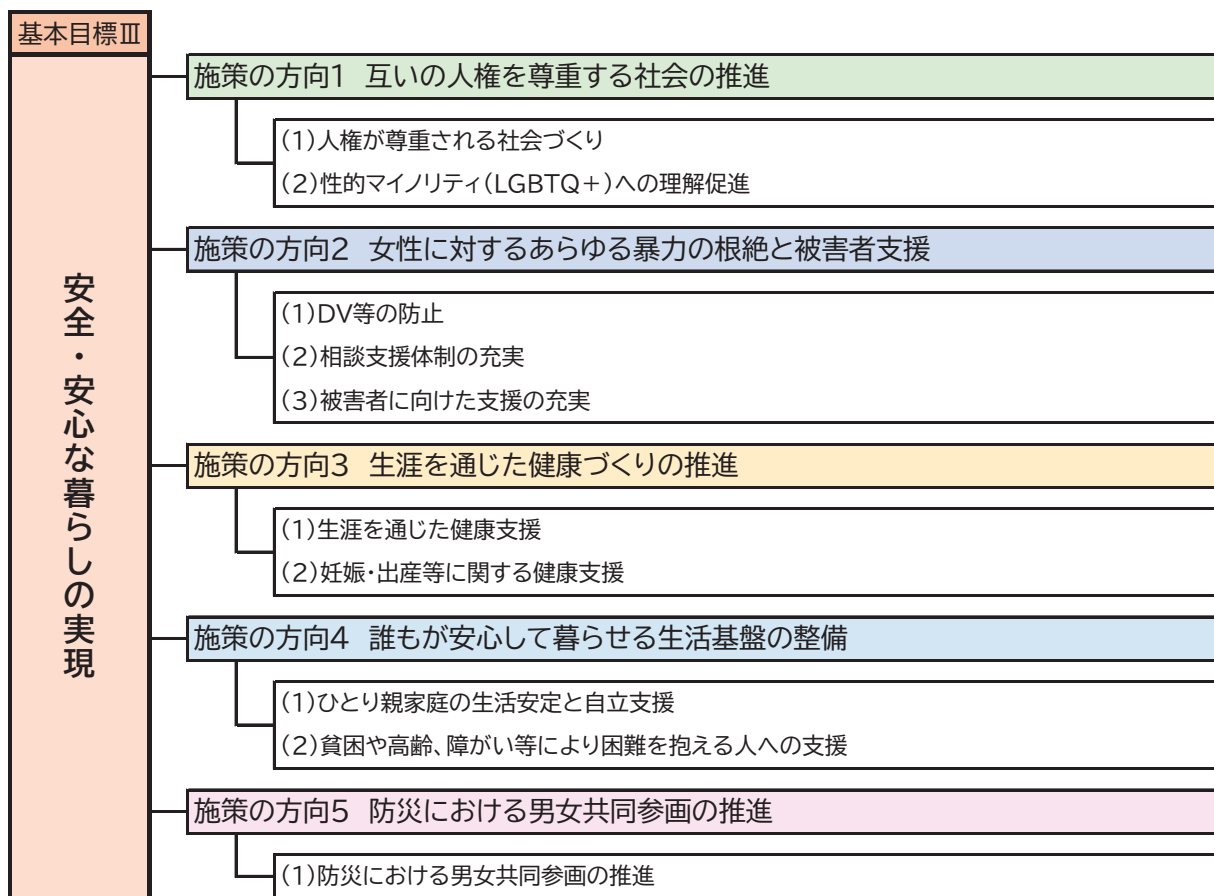 基本目標Ⅲ
安全・安心な暮らしの実現
施策の方向1 互いの人権を尊重する社会の推進
(1)人権が尊重される社会づくり
(2)性的マイノリティ(LGBTQ+)への理解促進
施策の方向2 女性に対するあらゆる暴力の根絶と被害者支援
(1)DV等の防止
(2)相談支援体制の充実
(3)被害者に向けた支援の充実
施策の方向3 生涯を通じた健康づくりの推進
(1)生涯を通じた健康支援
(2)妊娠・出産等に関する健康支援
施策の方向4 誰もが安心して暮らせる生活基盤の整備
(1)ひとり親家庭の生活安定と自立支援
(2)貧困や高齢、障がい等により困難を抱える人への支援
施策の方向5 防災における男女共同参画の推進
(1)防災における男女共同参画の推進